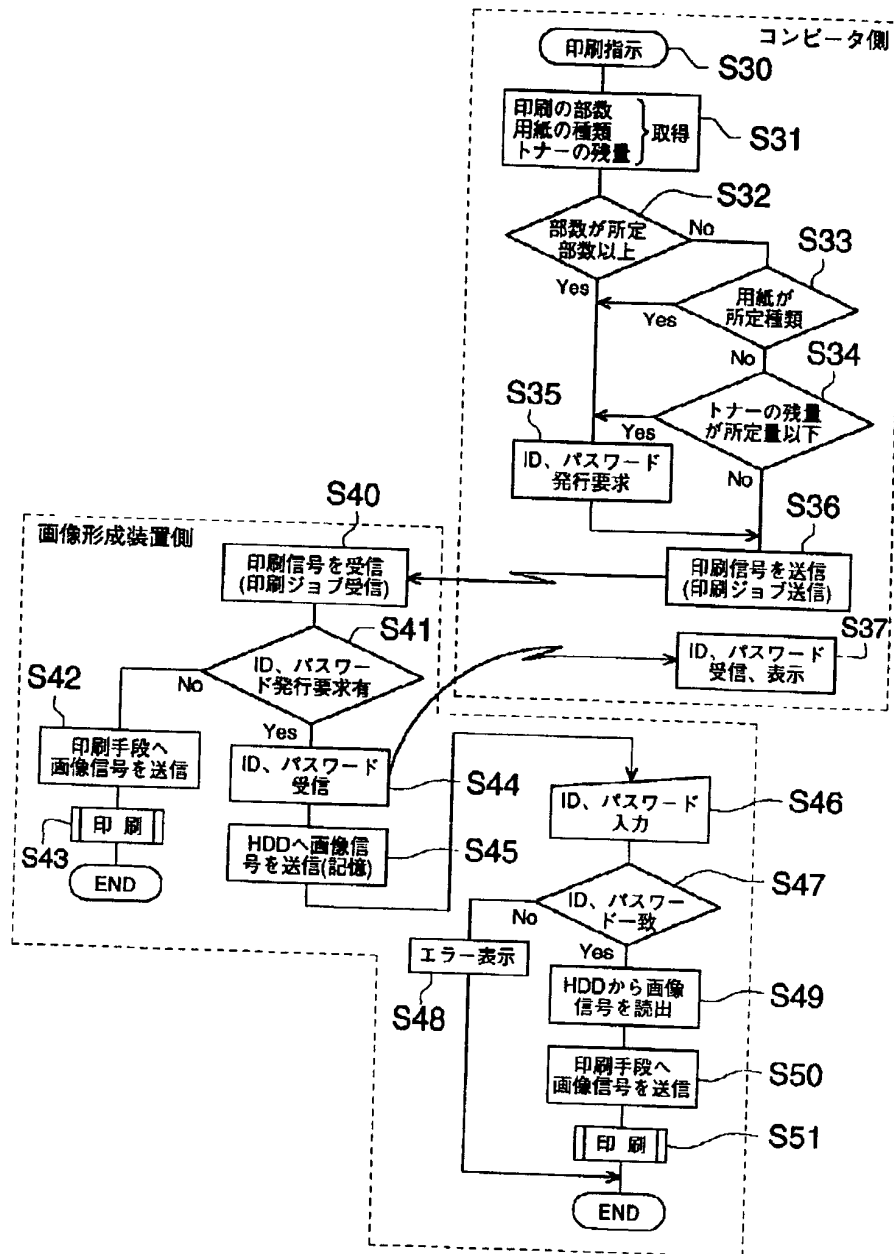 コンピータ側
印刷指示
S30
印刷の部数
用紙の種類
トナーの残量
取得
S31
S32
部数が所定
部数以上
No
Yes
S33
用紙が
所定種類
Yes
No
S34
トナーの残量
が所定量以下
Yes
No
S35
ID、パスワード
発行要求
S36
印刷信号を送信
(印刷ジョブ送信)
S37
ID、パスワード
受信、表示
画像形成装置側
S40
印刷信号を受信
(印刷ジョブ受信)
S41
ID、パスワー
ド発行要求有
No
Yes
S42
印刷手段へ
画像信号を送信
印 刷
S43
END
ID、パスワード
受信
S44
HDDへ画像信
号を送信(記憶)
S45
ID、パスワード
入力
S46
ID、パスワー
ド一致
S47
No
Yes
エラー表示
S48
HDDから画像
信号を読出
S49
印刷手段へ
画像信号を送信
S50
印 刷
S51
END